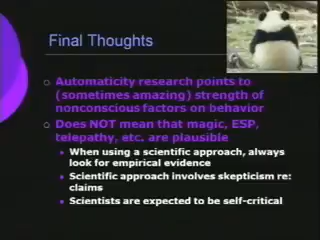 Final Thoughts
Automaticity research points to
(sometimes amazing) strength of
nonconscious factors on behavior
Does NOT mean that magic, ESP,
telepathy, etc. are plausible
When using a scientific approach, always
look for empirical evidence
Scientific approach involves skepticism re:
claims
Scientists are expected to be self-critical